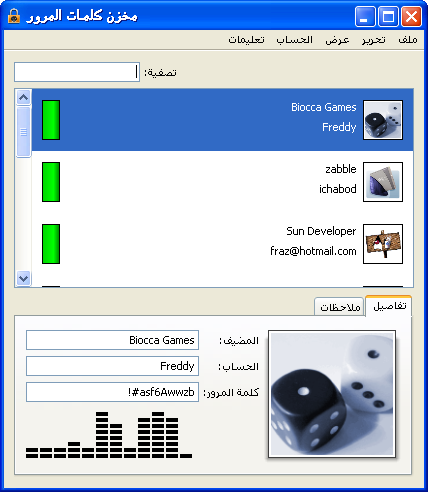 مخزن كلمات المرور
ملف تحرير عرض الحساب تعليمات
تصفية:
Biocca Games
Freddy
zabble
ichabod
Sun Developer
fraz@hotmail.com
تفاصيل ملاحظات
المضيف: Biocca Games
الحساب: Freddy
كلمة المرور: !#asf6Awwzb